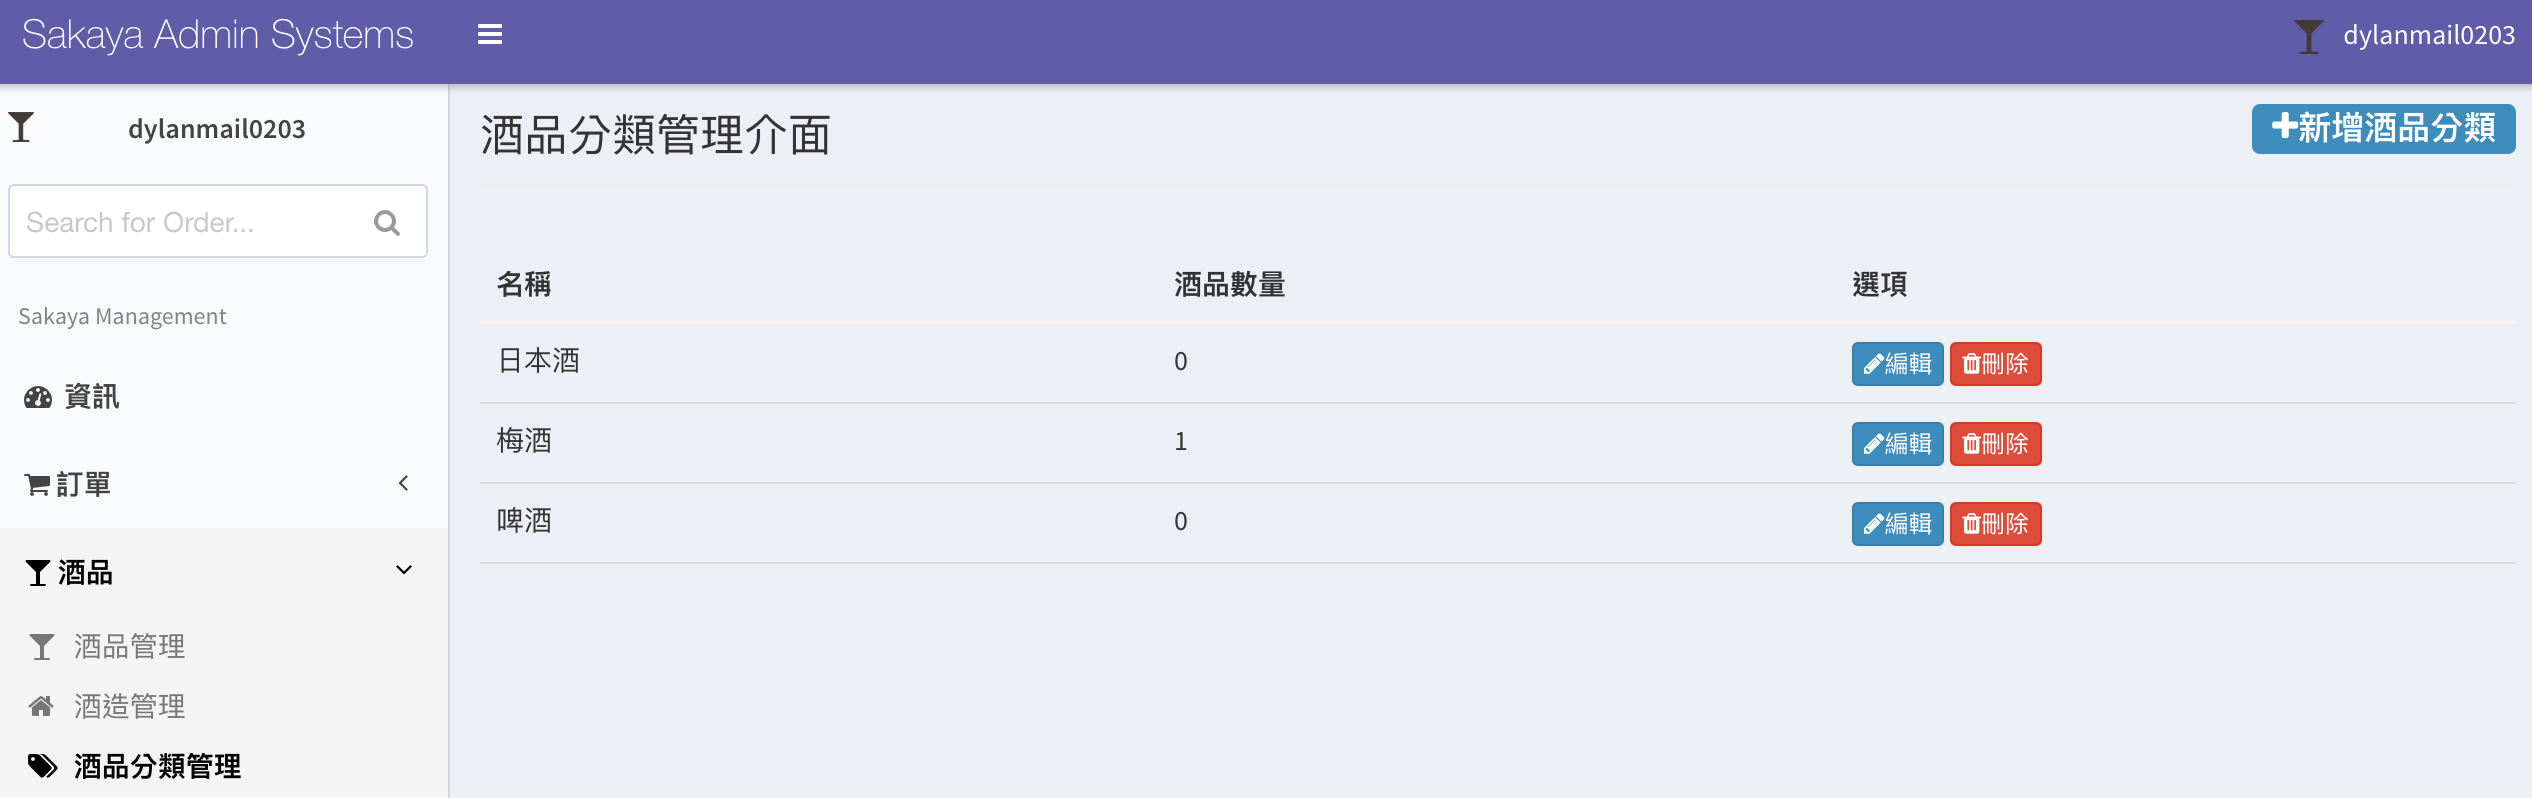 Sakaya Admin Systems
dylanmail0203
dylanmail0203
Search for Order...
Sakaya Management
資訊
訂單
酒品
酒品管理
酒造管理
酒品分類管理
酒品分類管理介面
新增酒品分類
名稱 酒品數量 選項
日本酒 0 編輯 刪除
梅酒 1 編輯 刪除
啤酒 0 編輯 刪除